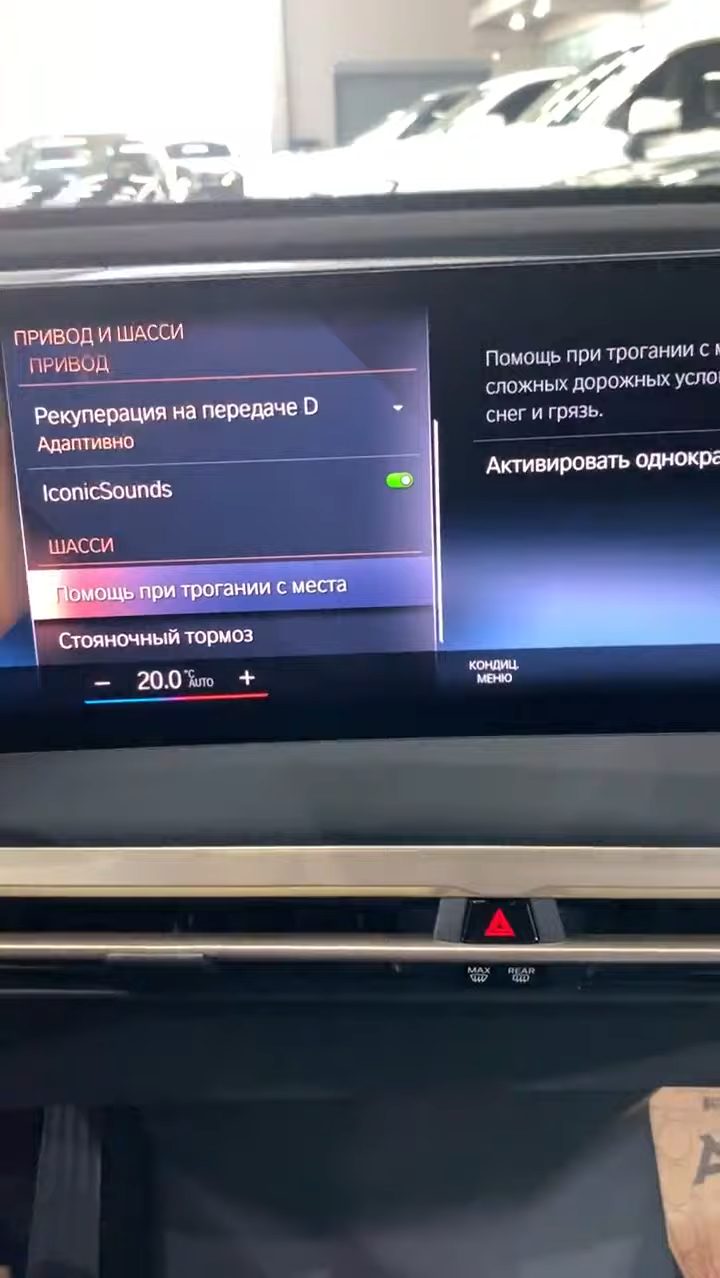 ПРИВОД И ШАССИ
ПРИВОД
Рекуперация на передаче D
Адаптивно
IconicSounds
ШАССИ
Помощь при трогании с места
Стояночный тормоз
Помощь при трогании с
сложных дорожных усло
снег и грязь.
Активировать однокра
− 20.0 °C AUTO +
КОНДИЦ.
МЕНЮ
MAX REAR